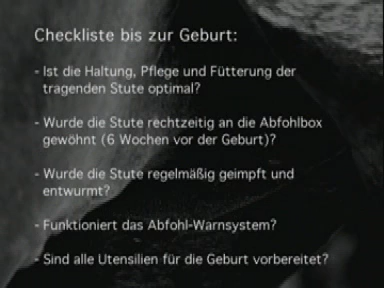 Checkliste bis zur Geburt:
- Ist die Haltung, Pflege und Fütterung der
tragenden Stute optimal?
- Wurde die Stute rechtzeitig an die Abfohlbox
gewöhnt (6 Wochen vor der Geburt)?
- Wurde die Stute regelmäßig geimpft und
entwurmt?
- Funktioniert das Abfohl-Warnsystem?
- Sind alle Utensilien für die Geburt vorbereitet?